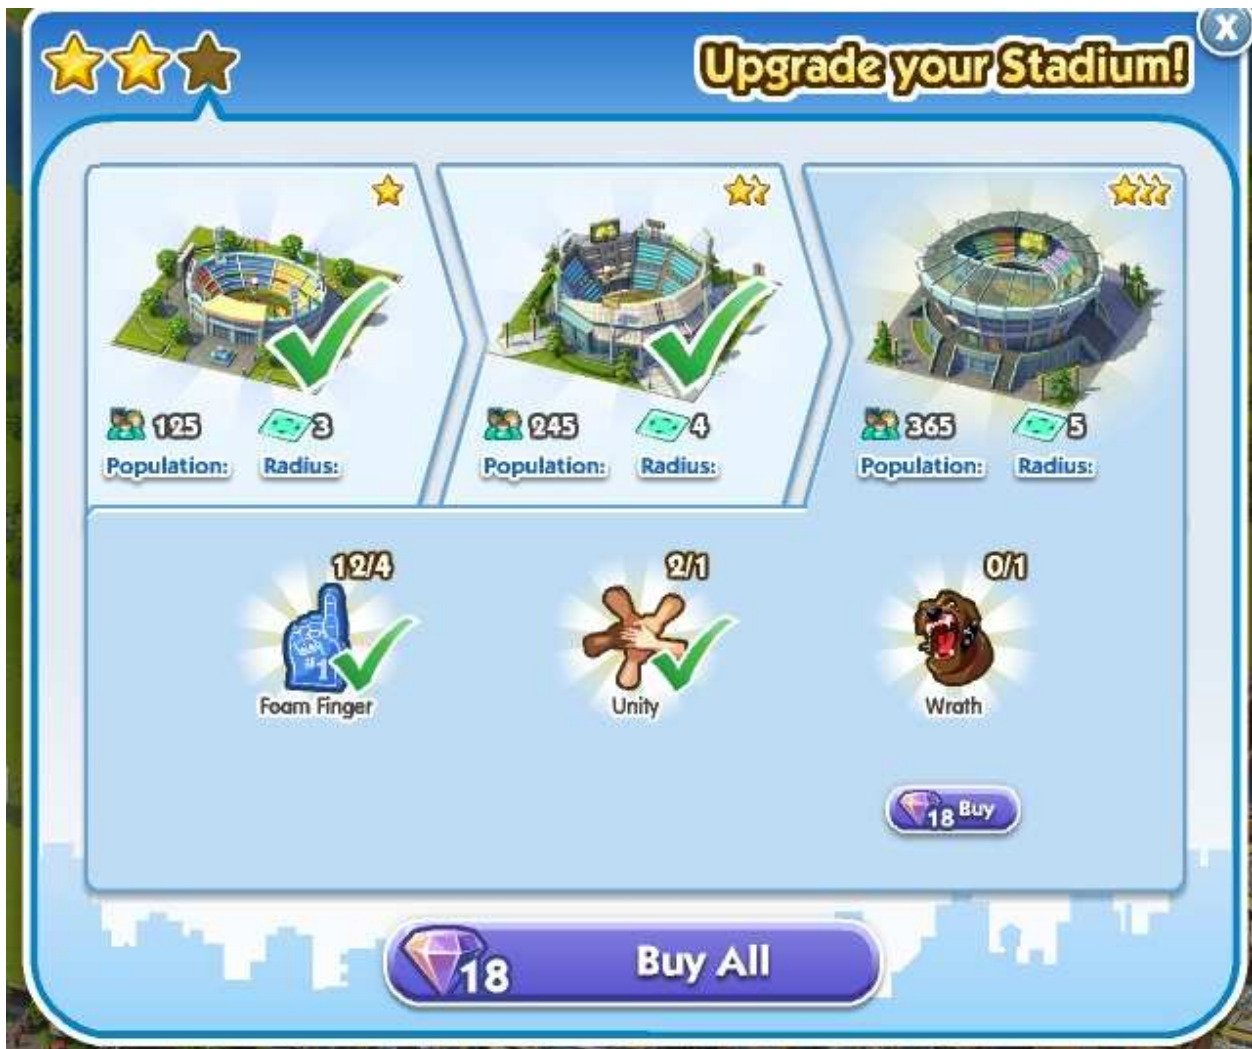 X
Upgrade your Stadium!
125
3
Population:
Radius:
245
4
Population:
Radius:
365
5
Population:
Radius:
12/4
#1
Foam Finger
2/1
Unity
0/1
Wrath
18 Buy
18 Buy All